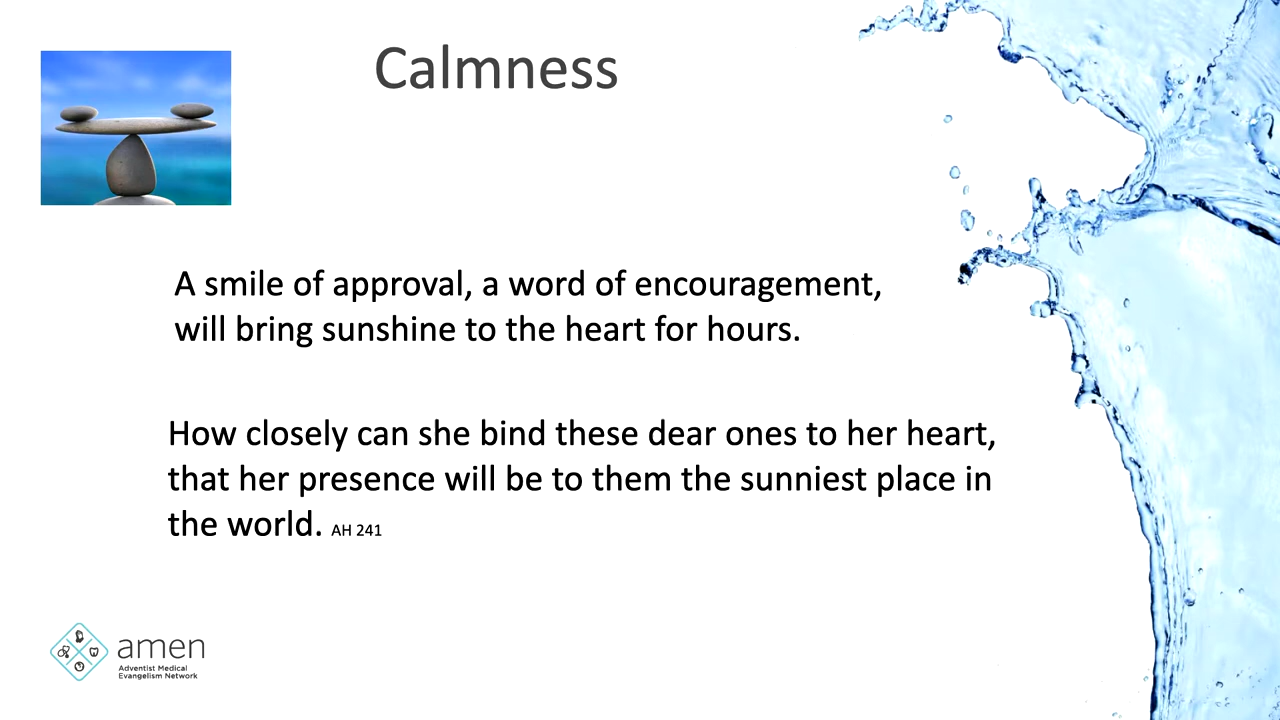 Calmness
A smile of approval, a word of encouragement,
will bring sunshine to the heart for hours.
How closely can she bind these dear ones to her heart,
that her presence will be to them the sunniest place in
the world. AH 241
amen
Adventist Medical
Evangelism Network